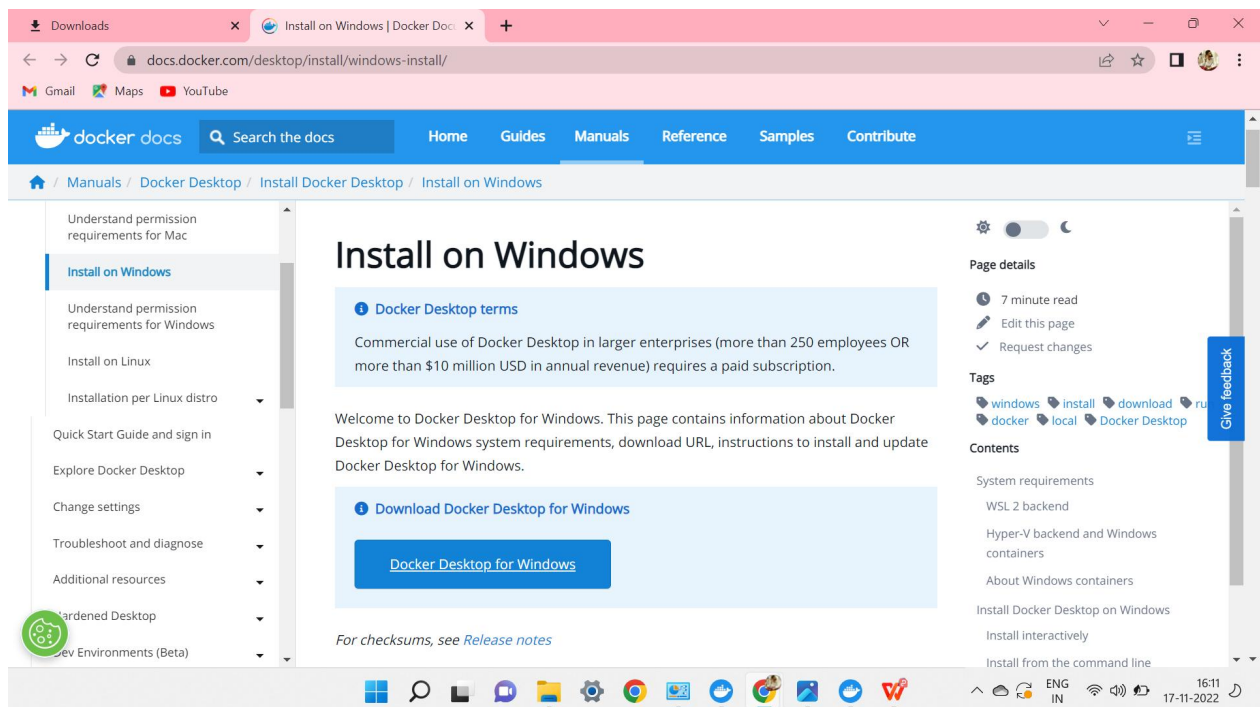 Downloads
Install on Windows | Docker Doc
docs.docker.com/desktop/install/windows-install/
Gmail Maps YouTube
docker docs Search the docs Home Guides Manuals Reference Samples Contribute
/ Manuals / Docker Desktop / Install Docker Desktop / Install on Windows
Understand permission
requirements for Mac
Install on Windows
Understand permission
requirements for Windows
Install on Linux
Installation per Linux distro
Quick Start Guide and sign in
Explore Docker Desktop
Change settings
Troubleshoot and diagnose
Additional resources
Hardened Desktop
Dev Environments (Beta)
Install on Windows
Docker Desktop terms
Commercial use of Docker Desktop in larger enterprises (more than 250 employees OR
more than $10 million USD in annual revenue) requires a paid subscription.
Welcome to Docker Desktop for Windows. This page contains information about Docker
Desktop for Windows system requirements, download URL, instructions to install and update
Docker Desktop for Windows.
Download Docker Desktop for Windows
Docker Desktop for Windows
For checksums, see Release notes
Page details
7 minute read
Edit this page
Request changes
Tags
windows install download ru
docker local Docker Desktop
Give feedback
Contents
System requirements
WSL 2 backend
Hyper-V backend and Windows
containers
About Windows containers
Install Docker Desktop on Windows
Install interactively
Install from the command line
ENG
IN
16:11
17-11-2022